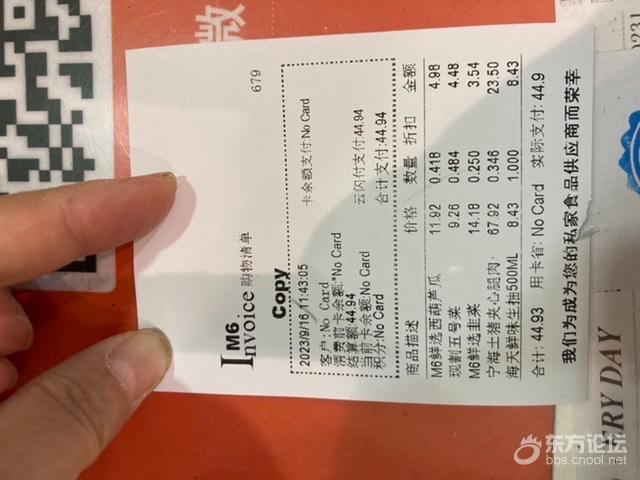 微
679
M6
Invoice 购物清单
Copy
2023/9/16 11:43:05
客户: No Card 卡余额支付:No Card
消费前卡余额:*No Card
结算额:44.94 云闪付支付:44.94
当前卡余额:No Card
积分:No Card 合计支付:44.94
商品描述 价格 数量 折扣 金额
M6鲜选西葫芦瓜 11.92 0.418 4.98
现割五号菜 9.26 0.484 4.48
M6鲜选韭菜 14.18 0.250 3.54
宁海土猪夹心腿肉· 67.92 0.346 23.50
海天鲜味生抽500ML 8.43 1.000 8.43
合计: 44.93 用卡省: No Card 实际支付: 44.9
我们为成为您的私家食品供应商而荣幸
ERY DAY
东方论坛
bbs.cnool.net